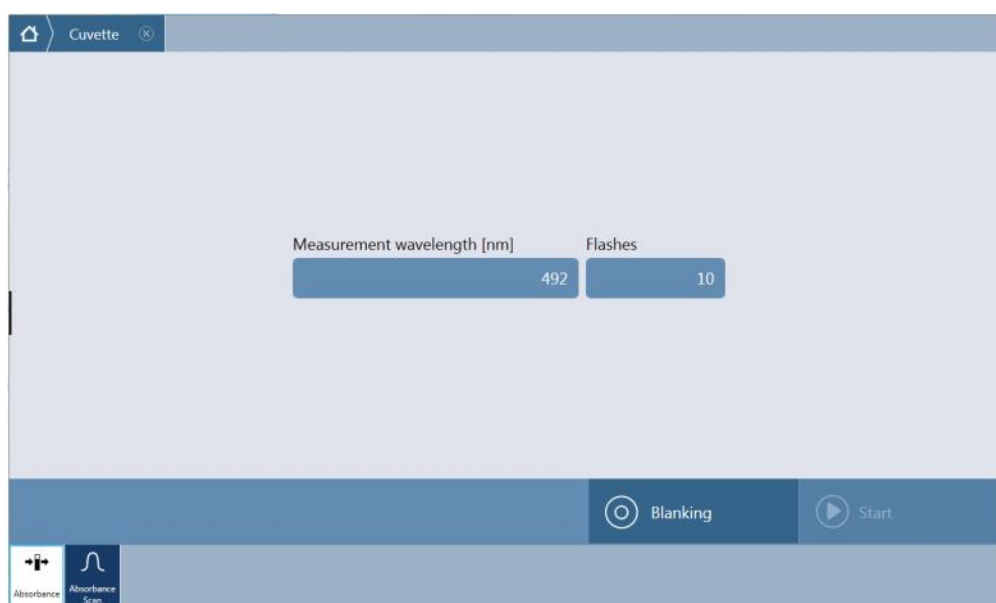 Cuvette
Measurement wavelength [nm] Flashes
492 10
Blanking Start
Absorbance Absorbance
Scan